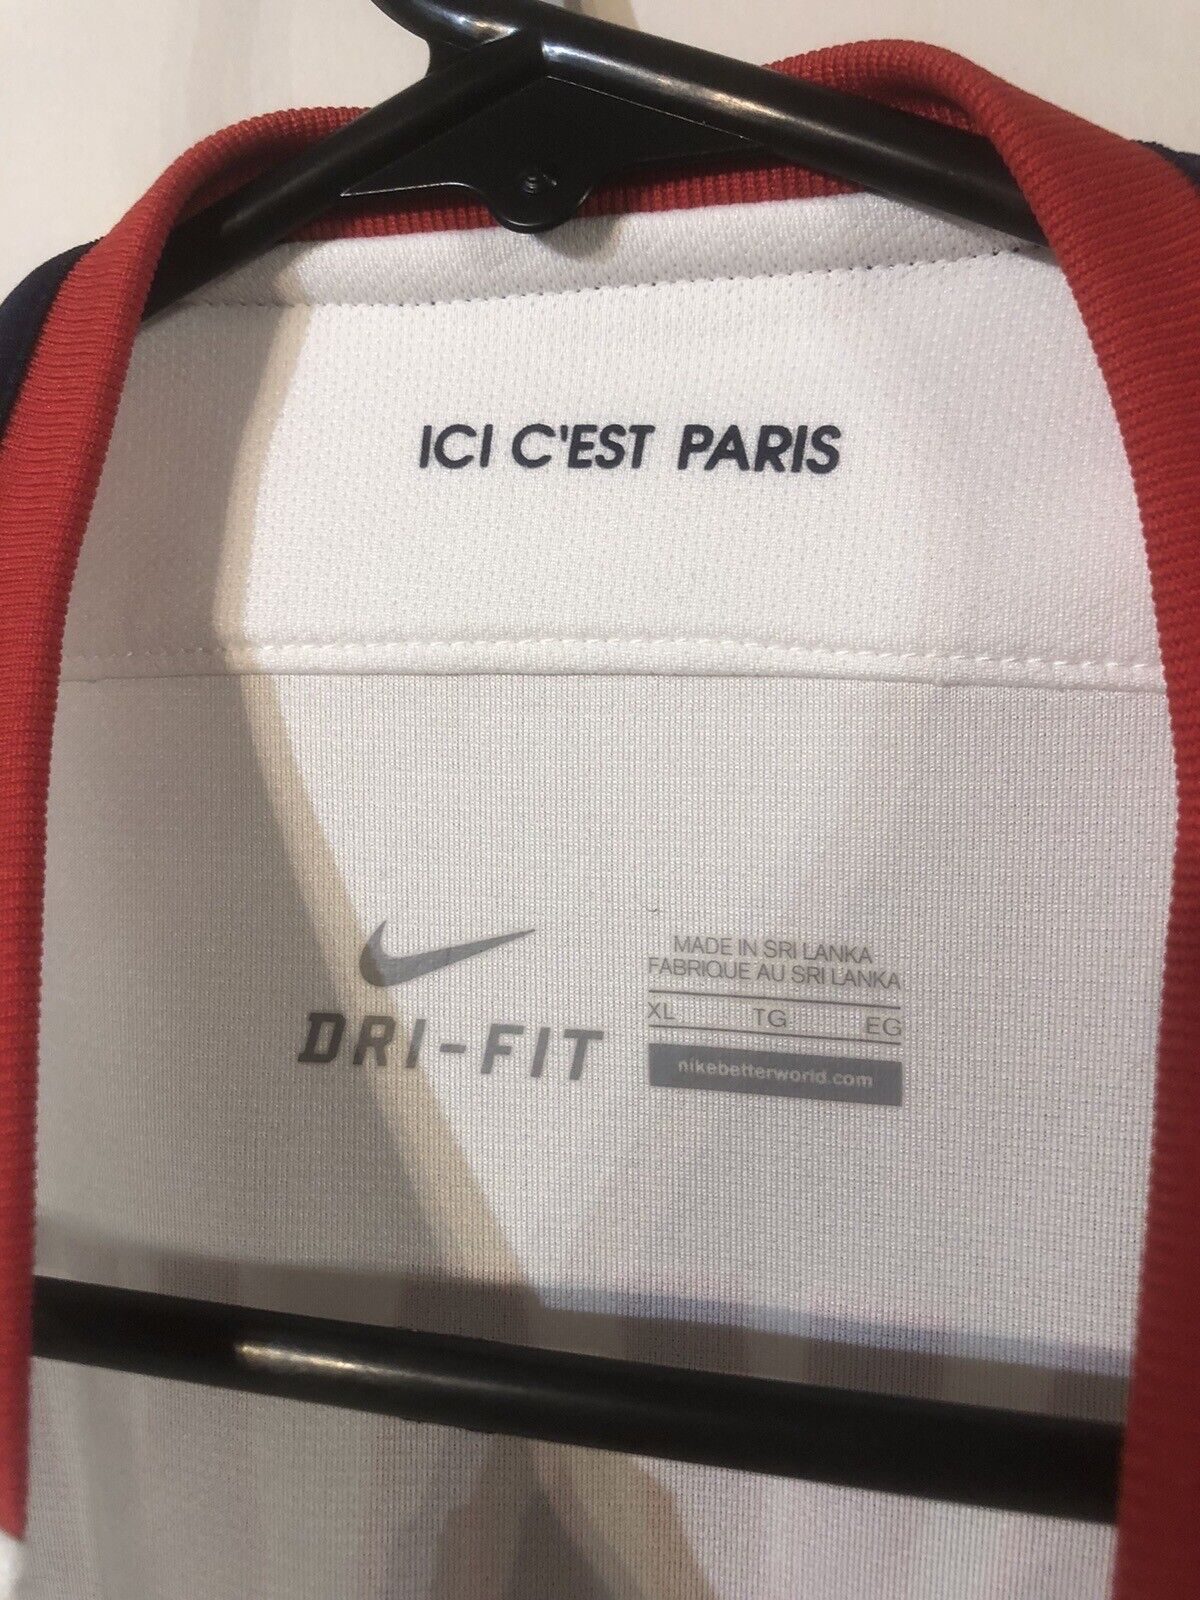 ICI C'EST PARIS
DRI-FIT
MADE IN SRI LANKA
FABRIQUE AU SRI LANKA
XL TG EG
nikebetterworld.com